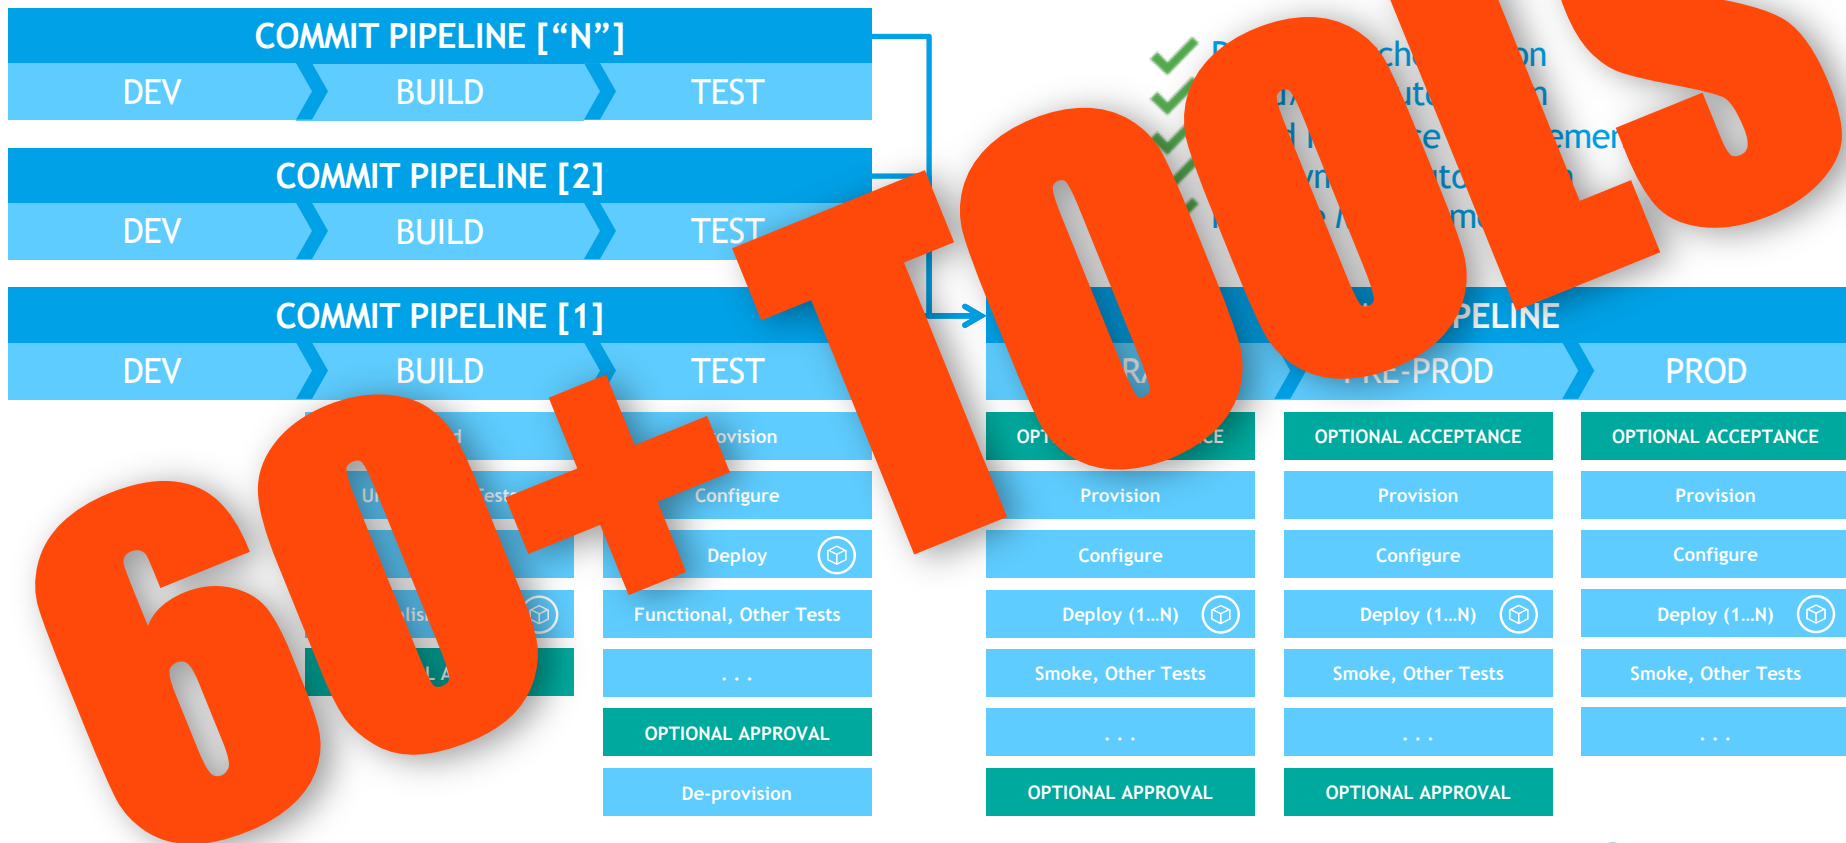 COMMIT PIPELINE [“N”]
DEV BUILD TEST
COMMIT PIPELINE [2]
DEV BUILD TEST
COMMIT PIPELINE [1]
DEV BUILD TEST
60+ TOOLS
PRE-PROD PROD
Provision
Configure
Deploy
Functional, Other Tests
. . .
OPTIONAL APPROVAL
De-provision
Provision
Configure
Deploy (1…N)
Smoke, Other Tests
. . .
OPTIONAL APPROVAL
OPTIONAL ACCEPTANCE
Provision
Configure
Deploy (1…N)
Smoke, Other Tests
. . .
OPTIONAL APPROVAL
OPTIONAL ACCEPTANCE
Provision
Configure
Deploy (1…N)
Smoke, Other Tests
. . .